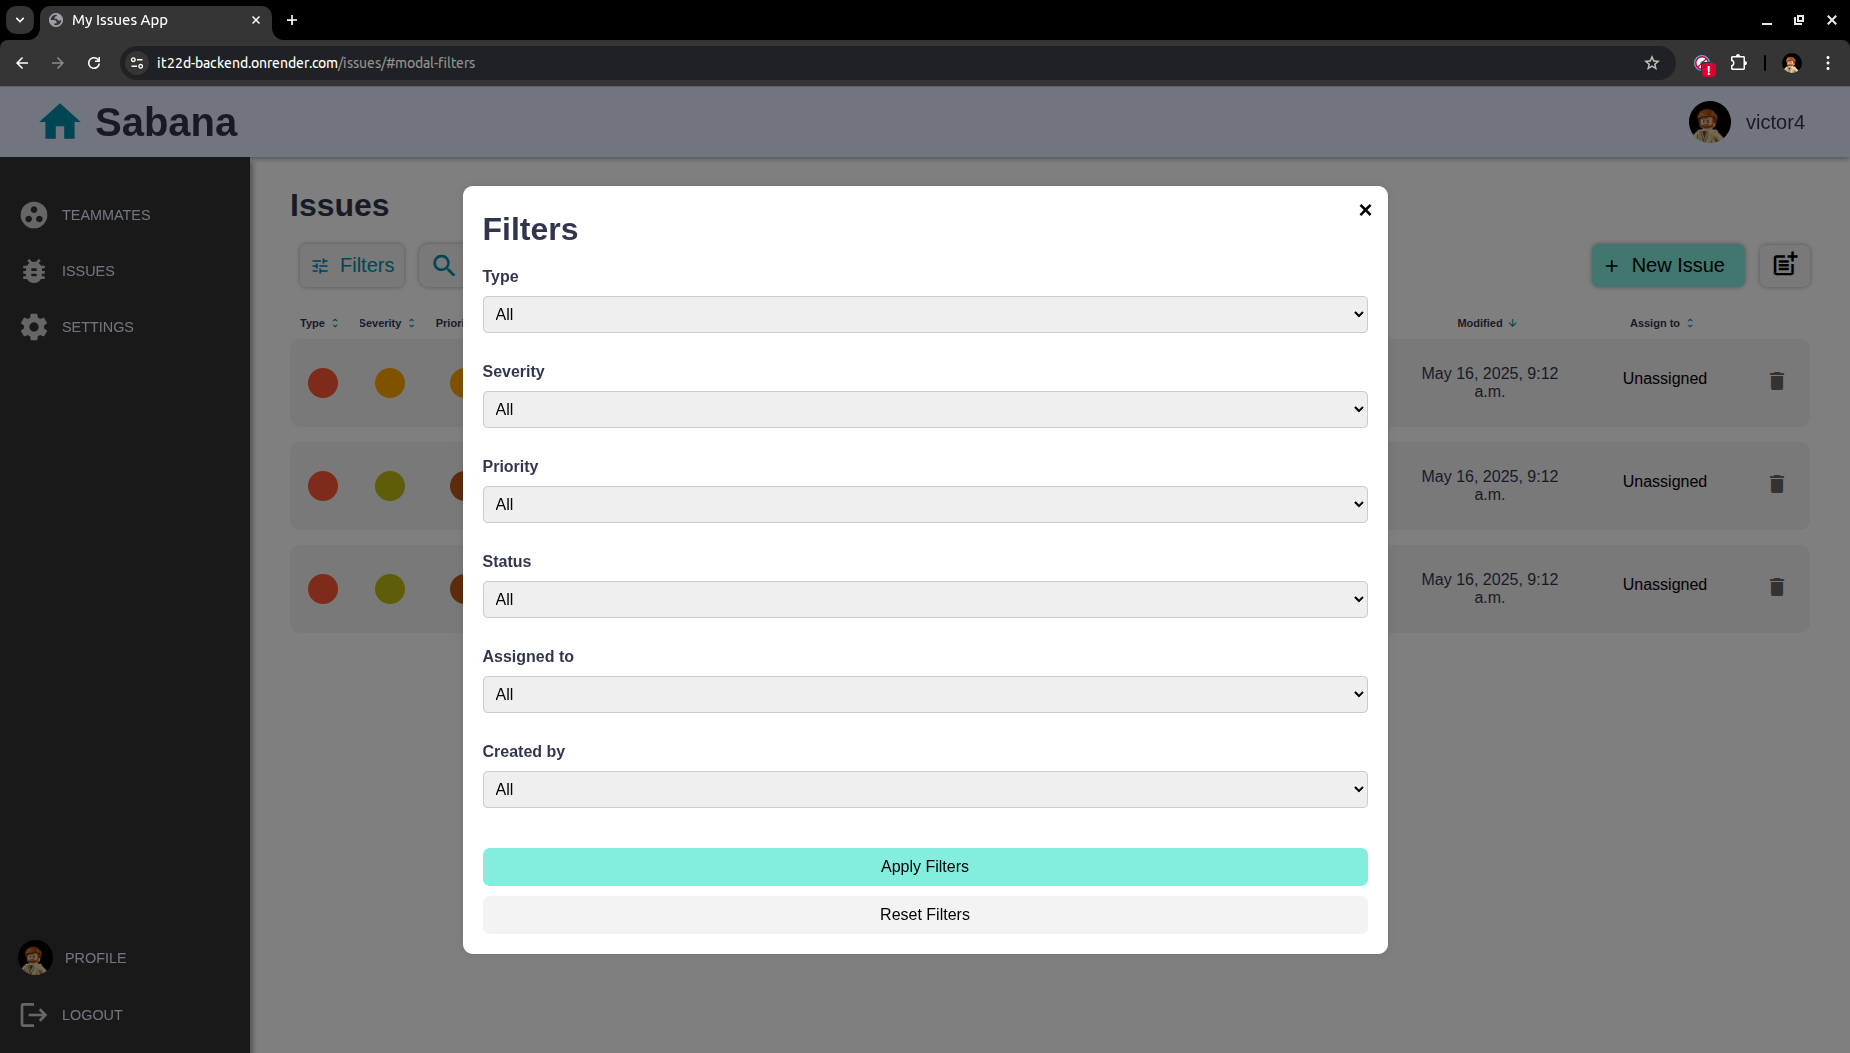 My Issues App
it22d-backend.onrender.com/issues/#modal-filters
Sabana
victor4
TEAMMATES
ISSUES
SETTINGS
PROFILE
LOGOUT
Issues
Filters
+ New Issue
Type
Severity
Modified
Assign to
May 16, 2025, 9:12
a.m.
Unassigned
May 16, 2025, 9:12
a.m.
Unassigned
May 16, 2025, 9:12
a.m.
Unassigned
Filters
Type
All
Severity
All
Priority
All
Status
All
Assigned to
All
Created by
All
Apply Filters
Reset Filters